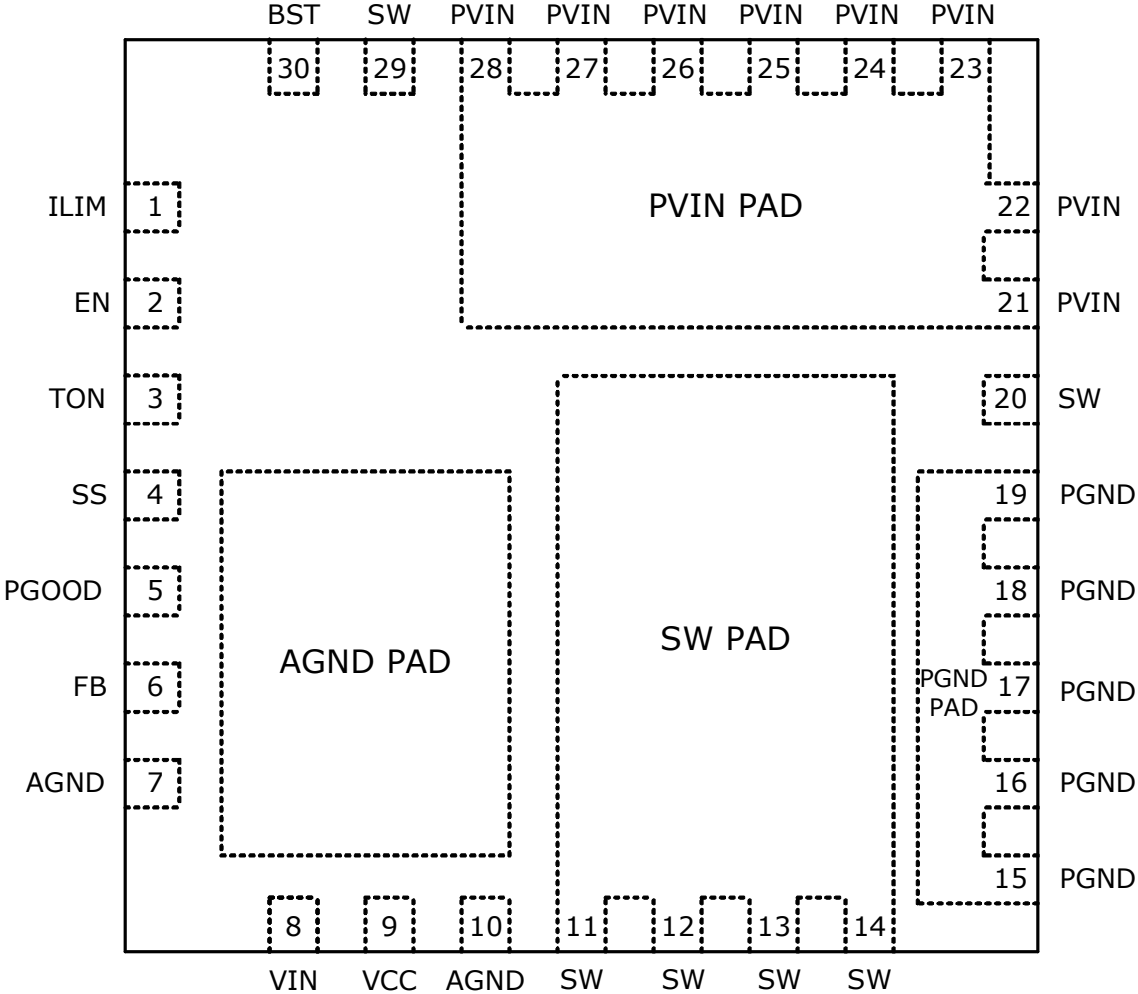 BST SW PVIN PVIN PVIN PVIN PVIN PVIN
30 29 28 27 26 25 24 23
ILIM 1 PVIN PAD 22 PVIN
EN 2 21 PVIN
TON 3 20 SW
SS 4 19 PGND
PGOOD 5 18 PGND
AGND PAD
SW PAD
FB 6 17 PGND
PGND
PAD
AGND 7 16 PGND
15 PGND
8 9 10 11 12 13 14
VIN VCC AGND SW SW SW SW